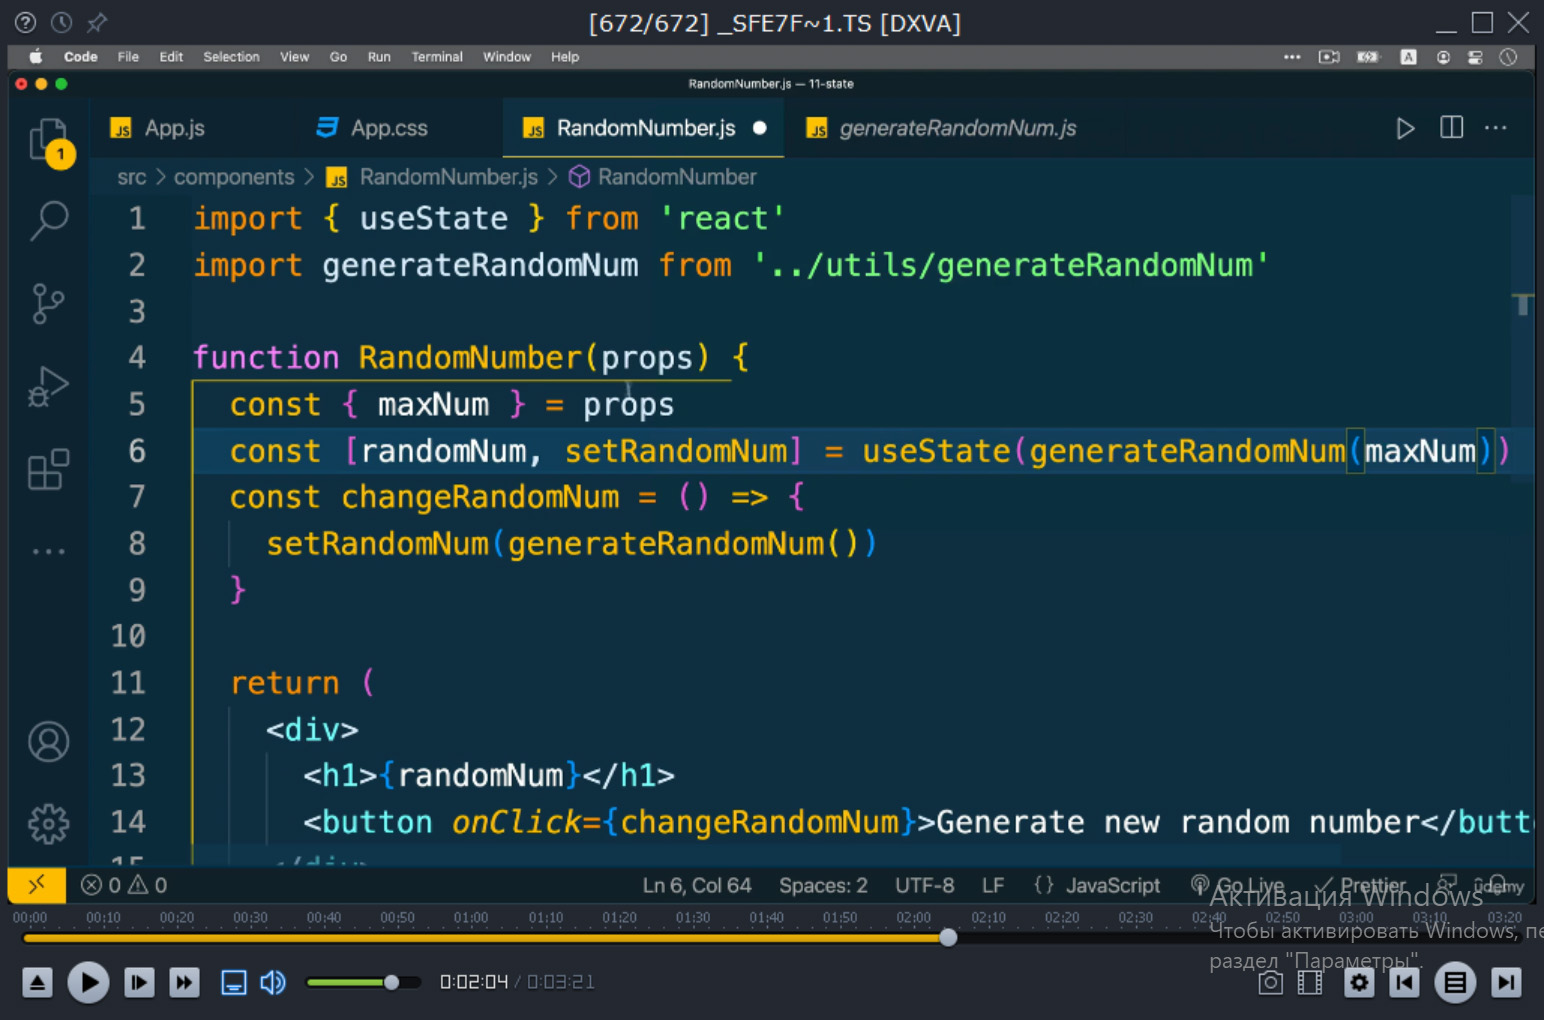 [672/672] _SFE7F~1.TS [DXVA]
Code File Edit Selection View Go Run Terminal Window Help
RandomNumber.js — 11-state
JS App.js App.css JS RandomNumber.js JS generateRandomNum.js
1
src > components > JS RandomNumber.js > RandomNumber
1 import { useState } from 'react'
2 import generateRandomNum from '../utils/generateRandomNum'
3
4 function RandomNumber(props) {
5 const { maxNum } = props
6 const [randomNum, setRandomNum] = useState(generateRandomNum(maxNum))
7 const changeRandomNum = () => {
8 setRandomNum(generateRandomNum())
9 }
10
11 return (
12 <div>
13 <h1>{randomNum}</h1>
14 <button onClick={changeRandomNum}>Generate new random number</butt
15 </div>
0 0 Ln 6, Col 64 Spaces: 2 UTF-8 LF {} JavaScript Go Live Prettier ûdemy
00:00 00:10 00:20 00:30 00:40 00:50 01:00 01:10 01:20 01:30 01:40 01:50 02:00 02:10 02:20 02:30 02:40 02:50 03:00 03:10 03:20
Активация Windows
Чтобы активировать Windows, пе
раздел "Параметры".
0:02:04 / 0:03:21